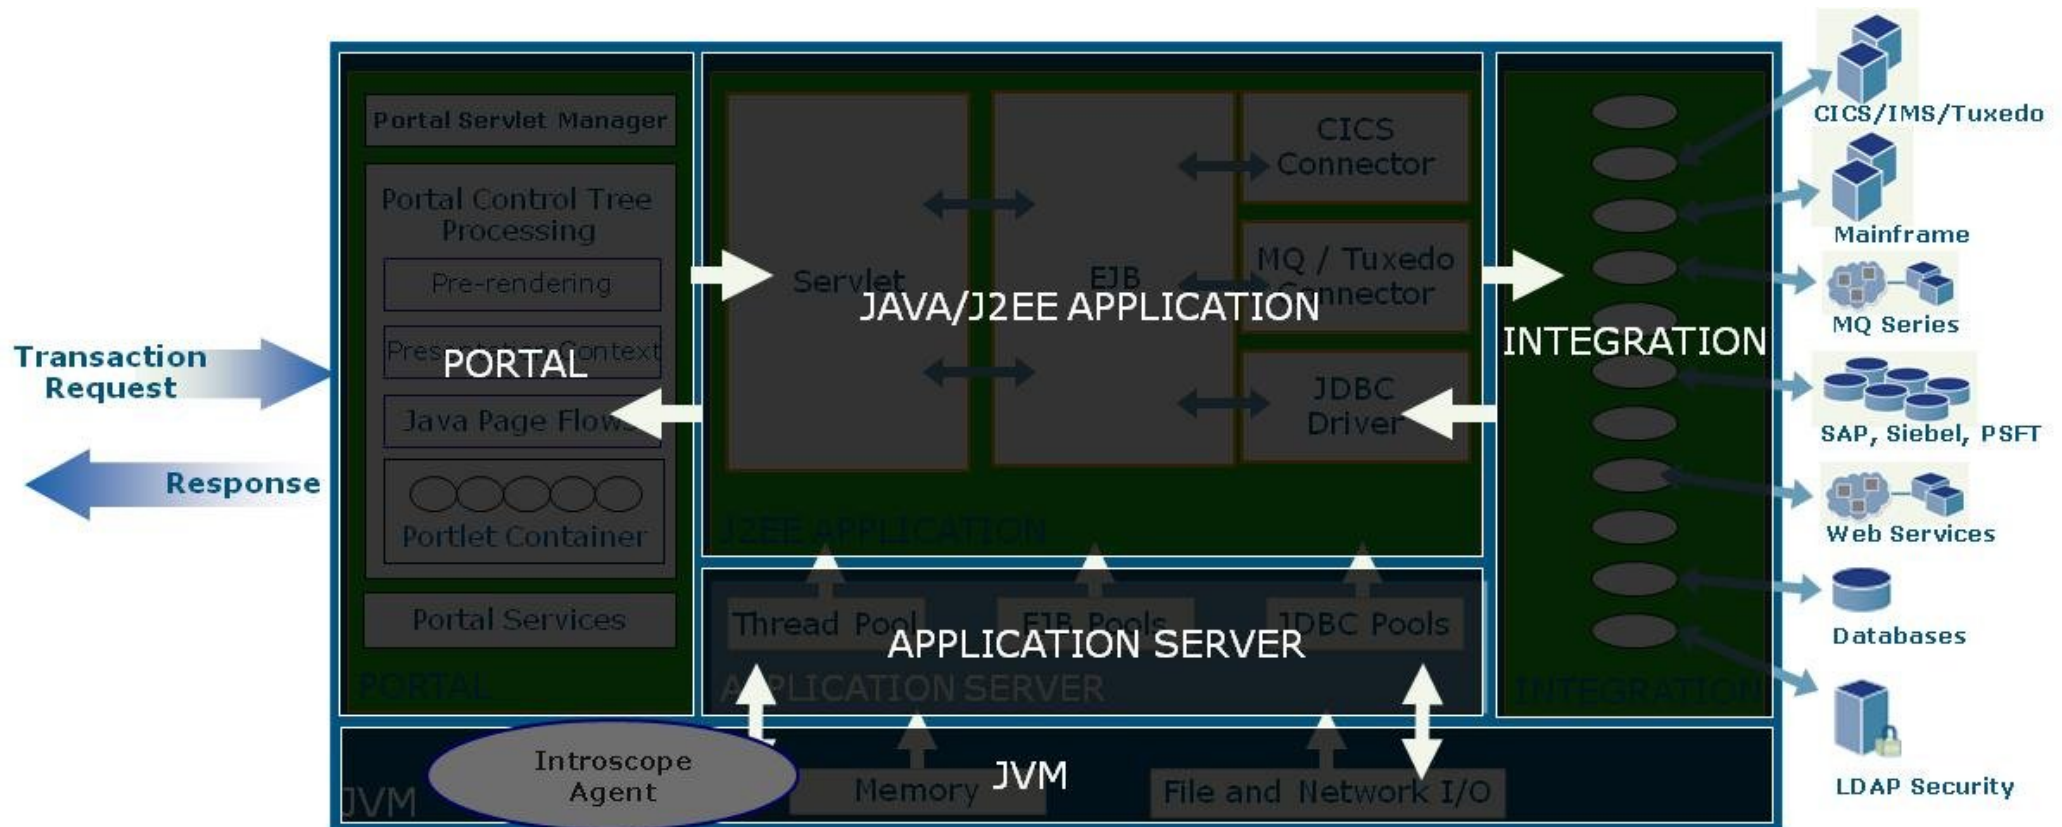 Transaction
Request
Response
Portal Servlet Manager
Portal Control Tree
Processing
Pre-rendering
Presentation Context
Java Page Flows
Portlet Container
Portal Services
PORTAL
PORTAL
Servlet
EJB
CICS
Connector
MQ / Tuxedo
Connector
JDBC
Driver
JAVA/J2EE APPLICATION
J2EE APPLICATION
Thread Pool
EJB Pools
JDBC Pools
APPLICATION SERVER
APPLICATION SERVER
INTEGRATION
INTEGRATION
Introscope
Agent
JVM
Memory
JVM
File and Network I/O
CICS/IMS/Tuxedo
Mainframe
MQ Series
SAP, Siebel, PSFT
Web Services
Databases
LDAP Security